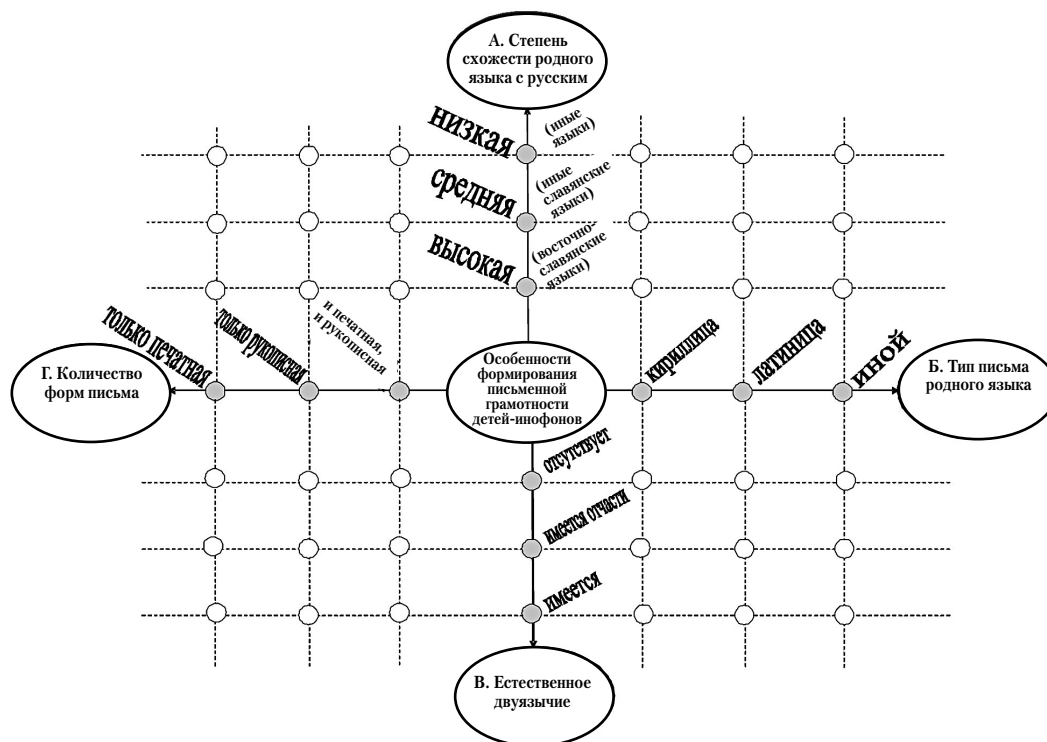 А. Степень
схожести родного
языка с русским
низкая
(иные
языки)
средняя
(иные
славянские
языки)
высокая
(восточно-
славянские
языки)
только печатная
только рукописная
и печатная,
и рукописная
Г. Количество
форм письма
Особенности
формирования
письменной
грамотности
детей-инофонов
кириллица
латиница
иной
Б. Тип письма
родного языка
отсутствует
имеется отчасти
имеется
В. Естественное
двуязычие